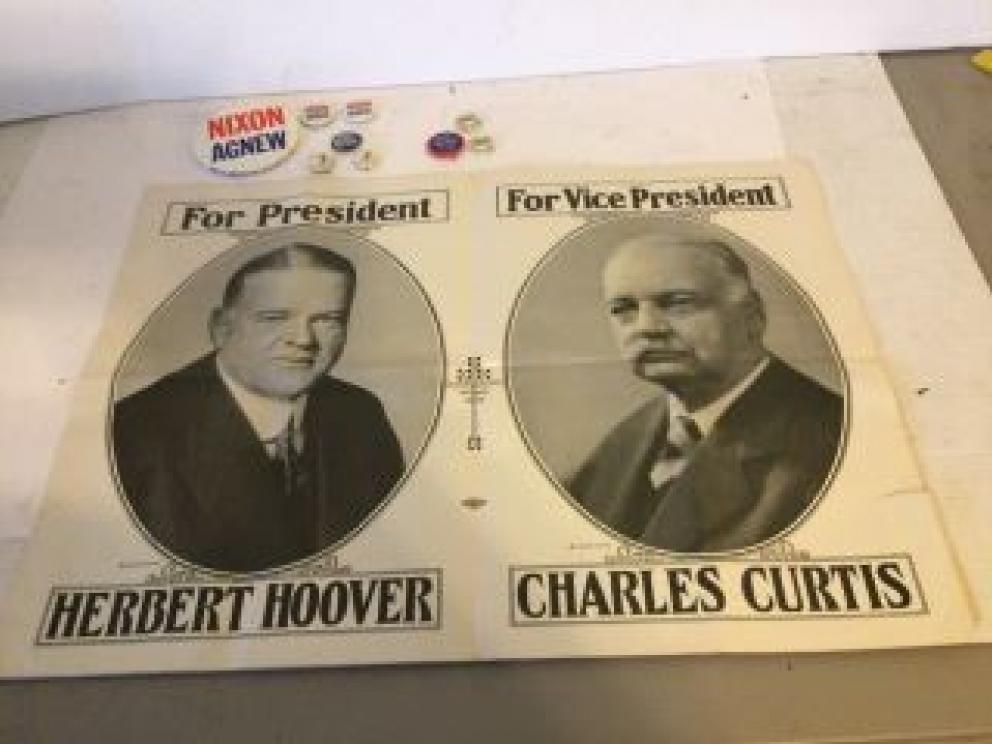 NIXON
AGNEW
For President
For Vice President
HERBERT HOOVER
CHARLES CURTIS